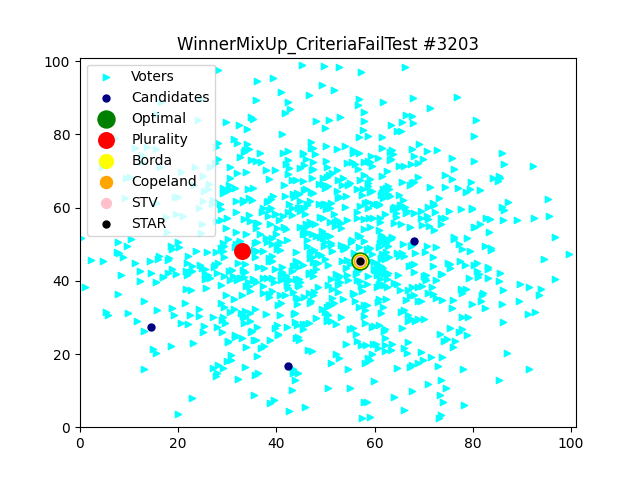 WinnerMixUp_CriteriaFailTest #3203
100
80
60
40
20
0
Voters
Candidates
Optimal
Plurality
Borda
Copeland
STV
STAR
0 20 40 60 80 100